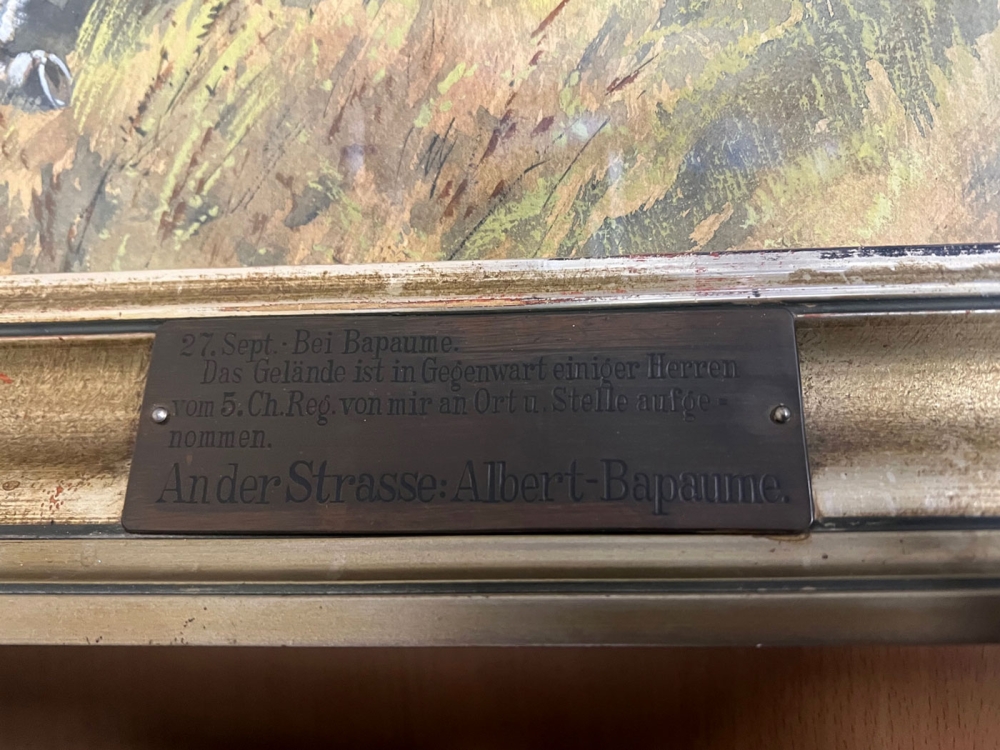 27. Sept. Bei Bapaume.
Das Gelände ist in Gegenwart einiger Herren
vom 5. Ch. Reg. von mir an Ort u. Stelle aufge=
nommen.
An der Strasse: Albert-Bapaume.